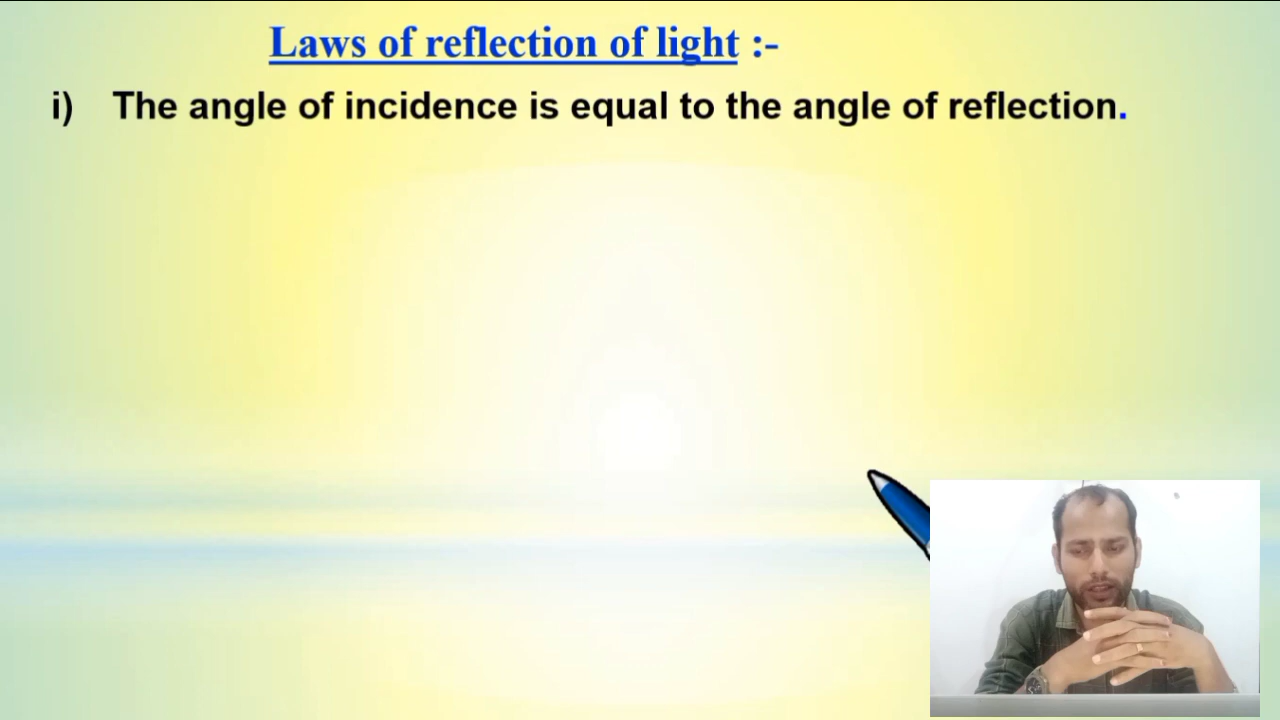 Laws of reflection of light :-
i) The angle of incidence is equal to the angle of reflection.